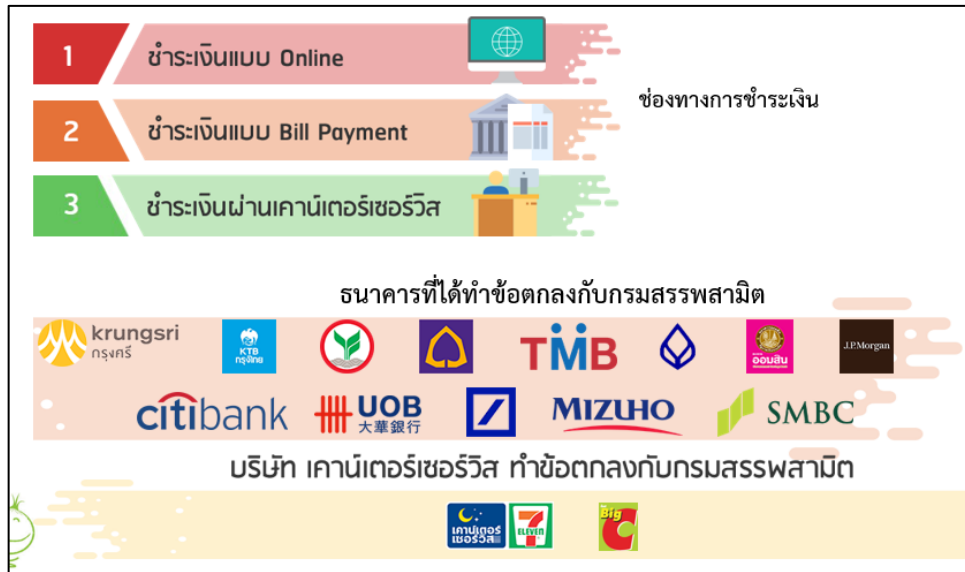 1 ชำระเงินแบบ Online
ช่องทางการชำระเงิน
2 ชำระเงินแบบ Bill Payment
3 ชำระเงินผ่านเคาน์เตอร์เซอร์วิส
ธนาคารที่ได้ทำข้อตกลงกับกรมสรรพสามิต
krungsri
กรุงศรี
KTB
กรุงไทย
TMB
ออมสิน
J.P.Morgan
citibank
UOB
大華銀行
MIZUHO
SMBC
บริษัท เคาน์เตอร์เซอร์วิส ทำข้อตกลงกับกรมสรรพสามิต
เคาน์เตอร์
เซอร์วิส
7
ELEVEN
Big
C